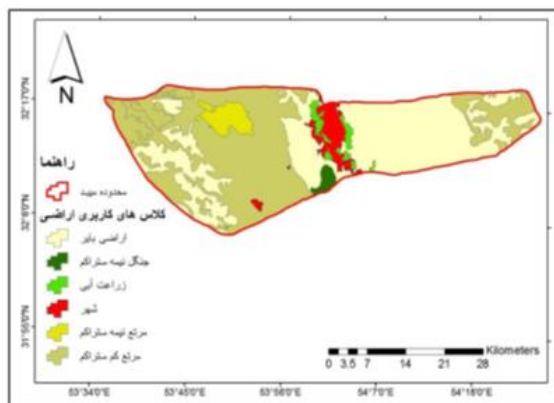 N
راهنما
محدوده میبد
کلاس های کاربری اراضی
اراضی بایر
جنگل نیمه متراکم
زراعت آبی
شهر
مرتع نیمه متراکم
مرتع کم متراکم
Kilometers
0 3.5 7 14 21 28
32°17'0"N
32°6'0"N
31°55'0"N
53°34'0"E 53°45'0"E 53°56'0"E 54°7'0"E 54°18'0"E